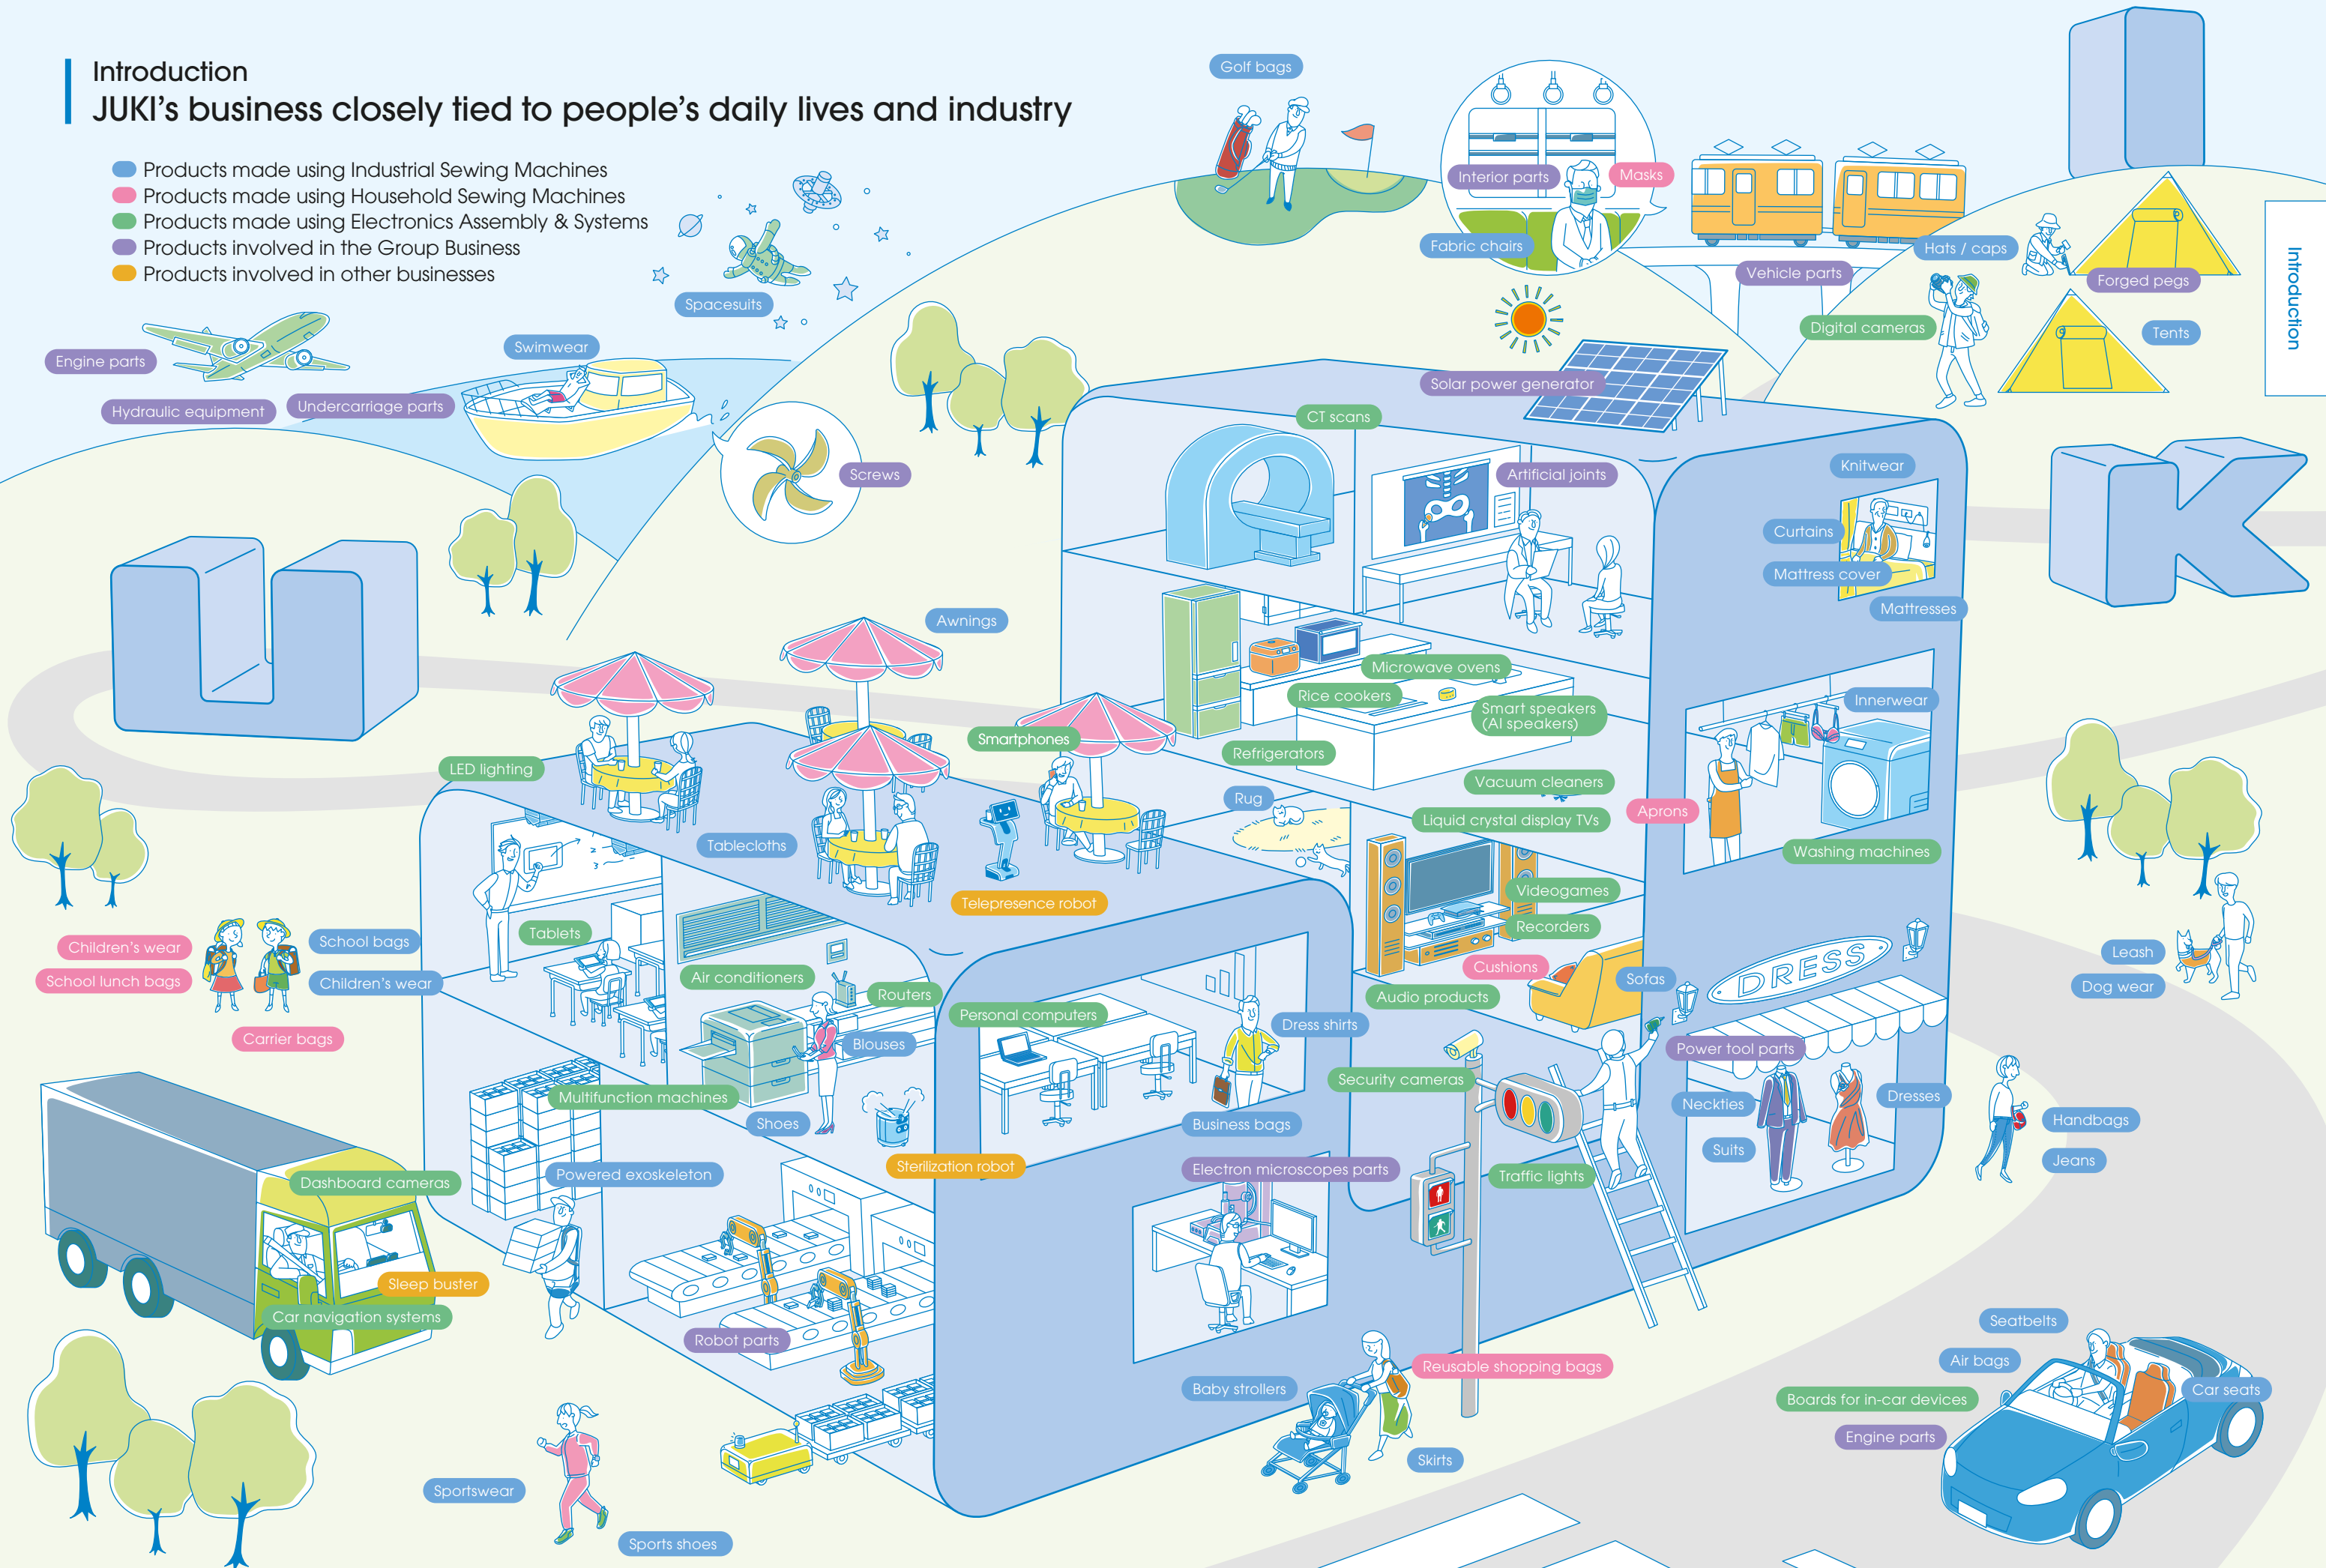 Introduction
JUKI's business closely tied to people's daily lives and industry
Products made using Industrial Sewing Machines
Products made using Household Sewing Machines
Products made using Electronics Assembly & Systems
Products involved in the Group Business
Products involved in other businesses
Golf bags
Interior parts
Masks
Fabric chairs
Vehicle parts
Hats / caps
Forged pegs
Digital cameras
Tents
Introduction
Spacesuits
Swimwear
Engine parts
Hydraulic equipment
Undercarriage parts
Screws
Solar power generator
CT scans
Artificial joints
Knitwear
Curtains
Mattress cover
Mattresses
U
I
K
Awnings
Microwave ovens
Rice cookers
Smart speakers
(AI speakers)
Refrigerators
Smartphones
LED lighting
Innerwear
Vacuum cleaners
Rug
Liquid crystal display TVs
Aprons
Washing machines
Tablecloths
Telepresence robot
Videogames
Recorders
Cushions
Sofas
Audio products
DRESS
Tablets
Air conditioners
Routers
Children's wear
School bags
School lunch bags
Children's wear
Carrier bags
Personal computers
Dress shirts
Blouses
Leash
Dog wear
Power tool parts
Security cameras
Multifunction machines
Shoes
Business bags
Neckties
Dresses
Suits
Handbags
Jeans
Powered exoskeleton
Sterilization robot
Electron microscopes parts
Traffic lights
Dashboard cameras
Sleep buster
Car navigation systems
Robot parts
Reusable shopping bags
Baby strollers
Skirts
Seatbelts
Air bags
Car seats
Boards for in-car devices
Engine parts
Sportswear
Sports shoes